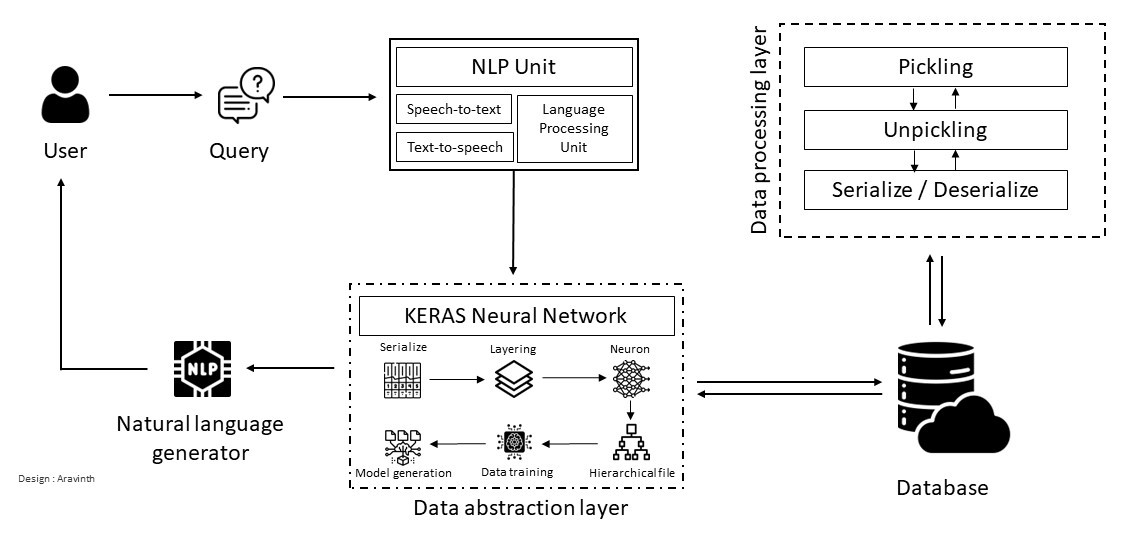 User
Query
NLP Unit
Speech-to-text
Text-to-speech
Language
Processing
Unit
Data processing layer
Pickling
Unpickling
Serialize / Deserialize
KERAS Neural Network
Serialize
Layering
Neuron
Model generation
Data training
Hierarchical file
Data abstraction layer
NLP
Natural language
generator
Database
Design : Aravinth